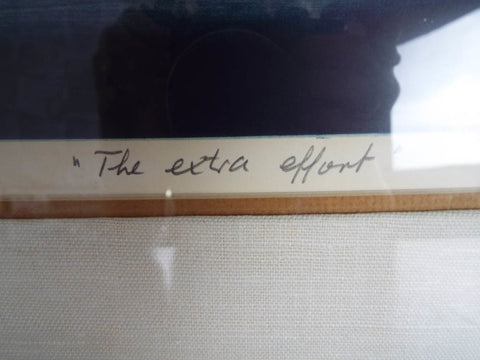 "The extra effort"